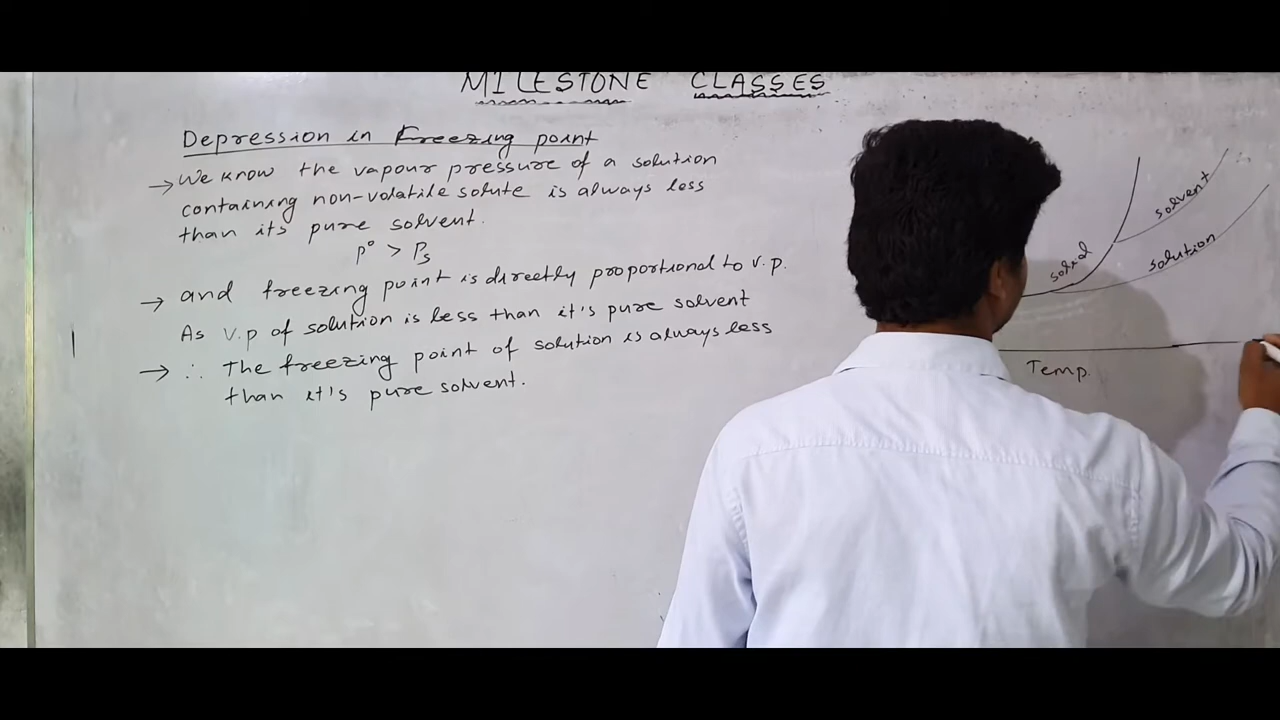 MILESTONE CLASSES
Depression in Freezing point
→ We know the vapour pressure of a solution
containing non-volatile solute is always less
than its pure solvent.
p° > Ps
→ and freezing point is directly proportional to v.p.
As v.p of solution is less than it's pure solvent
→ ∴ The freezing point of solution is always less
than it's pure solvent.
solid
solvent
solution
Temp.